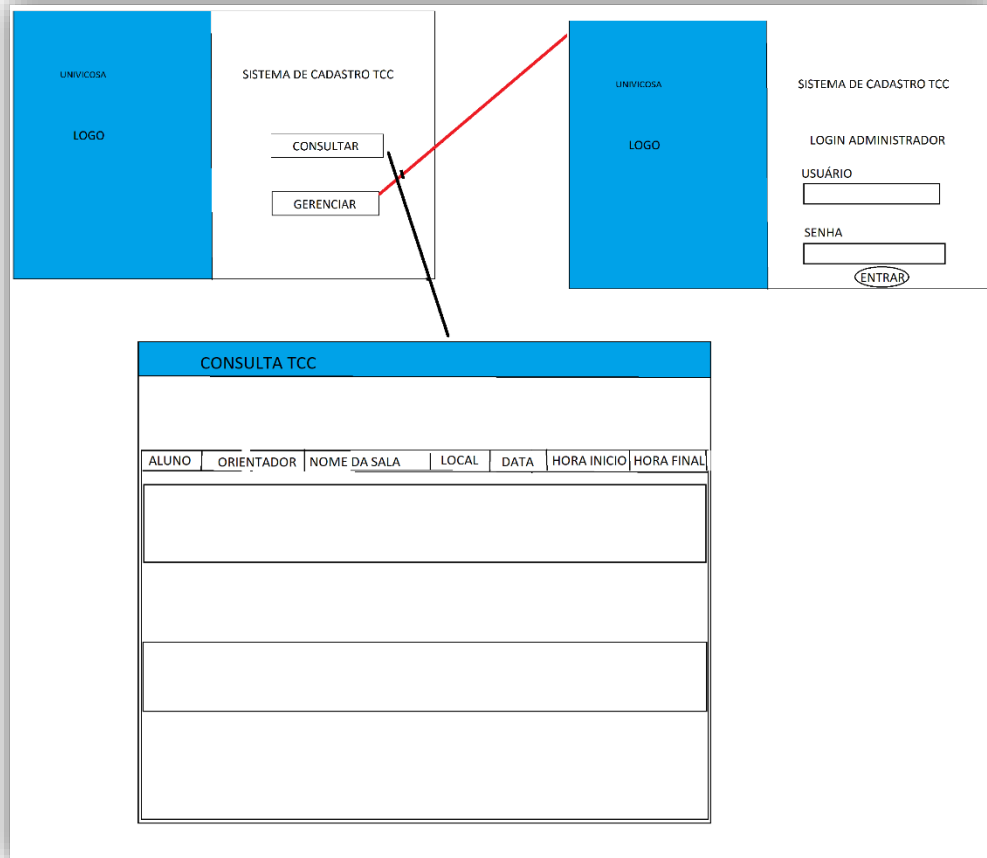 UNIVICOSA
LOGO
SISTEMA DE CADASTRO TCC
CONSULTAR
GERENCIAR
UNIVICOSA
LOGO
SISTEMA DE CADASTRO TCC
LOGIN ADMINISTRADOR
USUÁRIO
SENHA
ENTRAR
CONSULTA TCC
ALUNO ORIENTADOR NOME DA SALA LOCAL DATA HORA INICIO HORA FINAL